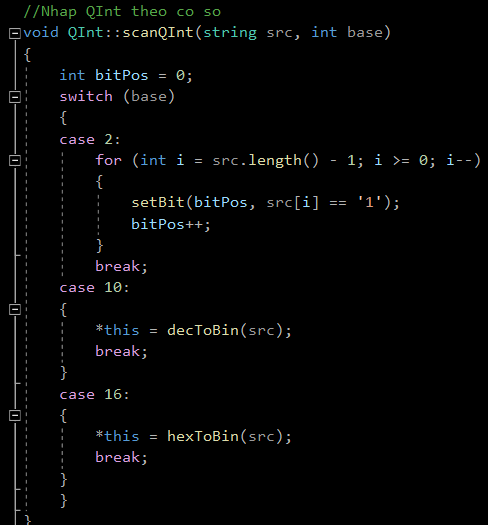 //Nhap QInt theo co so
void QInt::scanQInt(string src, int base)
{
    int bitPos = 0;
    switch (base)
    {
    case 2:
        for (int i = src.length() - 1; i >= 0; i--)
        {
            setBit(bitPos, src[i] == '1');
            bitPos++;
        }
        break;
    case 10:
    {
        *this = decToBin(src);
        break;
    }
    case 16:
    {
        *this = hexToBin(src);
        break;
    }
    }
}